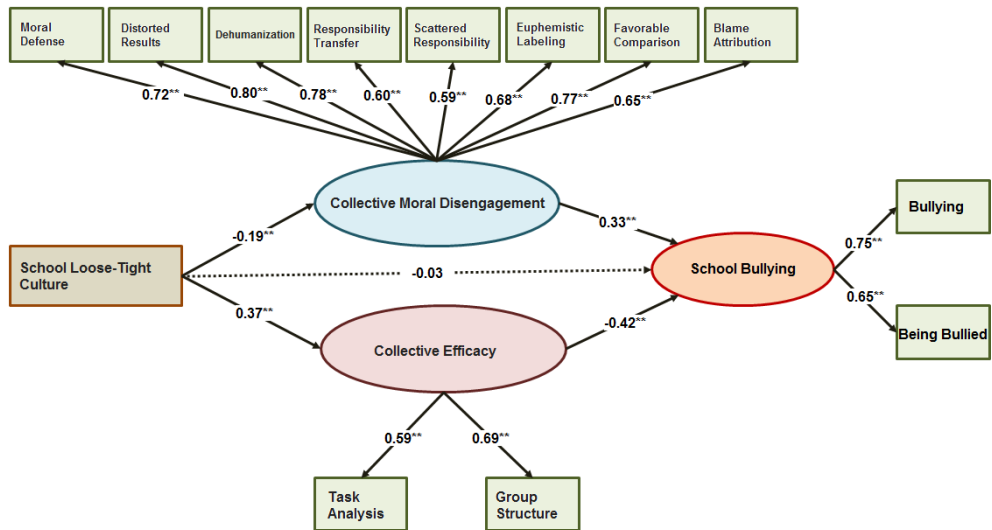 Moral
Defense
Distorted
Results
Dehumanization
Responsibility
Transfer
Scattered
Responsibility
Euphemistic
Labeling
Favorable
Comparison
Blame
Attribution
0.72**
0.80**
0.78**
0.60**
0.59**
0.68**
0.77**
0.65**
Collective Moral Disengagement
-0.19**
0.33**
School Loose-Tight
Culture
-0.03
School Bullying
Bullying
0.75**
0.65**
Being Bullied
0.37**
-0.42**
Collective Efficacy
0.59**
0.69**
Task
Analysis
Group
Structure